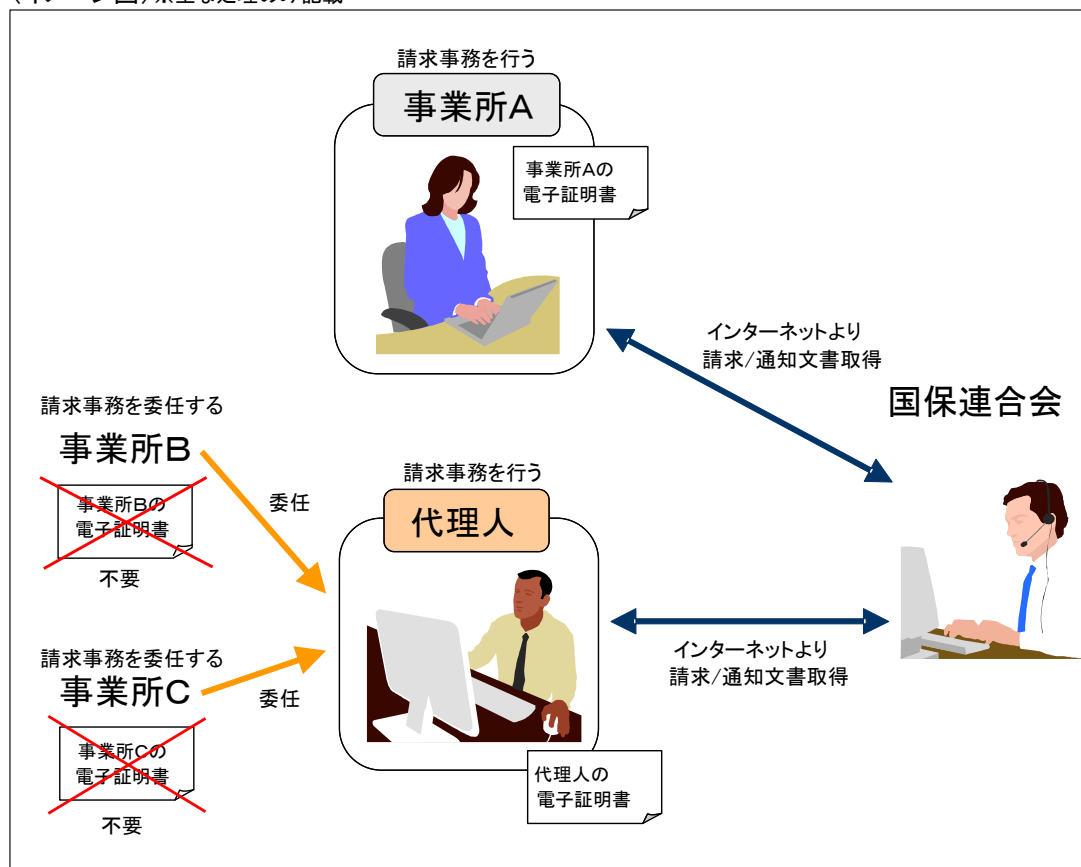 請求事務を行う
事業所A
事業所Aの
電子証明書
インターネットより
請求/通知文書取得
国保連合会
請求事務を委任する
事業所B
事業所Bの
電子証明書
不要
委任
請求事務を行う
代理人
インターネットより
請求/通知文書取得
請求事務を委任する
事業所C
委任
事業所Cの
電子証明書
不要
代理人の
電子証明書